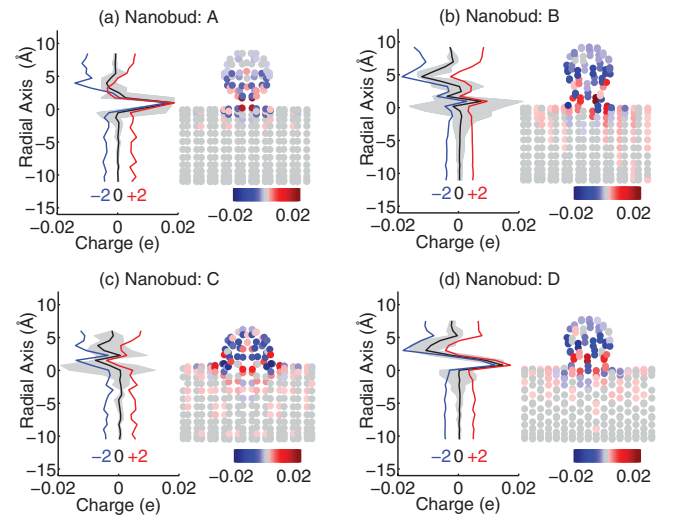 (a) Nanobud: A
Radial Axis (Å)
10
5
0
−5
−10
−15
−2 0 +2
−0.02 0 0.02
Charge (e)
−0.02 0.02
(b) Nanobud: B
Radial Axis (Å)
10
5
0
−5
−10
−15
−2 0 +2
−0.02 0 0.02
Charge (e)
−0.02 0.02
(c) Nanobud: C
Radial Axis (Å)
10
5
0
−5
−10
−15
−2 0 +2
−0.02 0 0.02
Charge (e)
−0.02 0.02
(d) Nanobud: D
Radial Axis (Å)
10
5
0
−5
−10
−15
−2 0 +2
−0.02 0 0.02
Charge (e)
−0.02 0.02